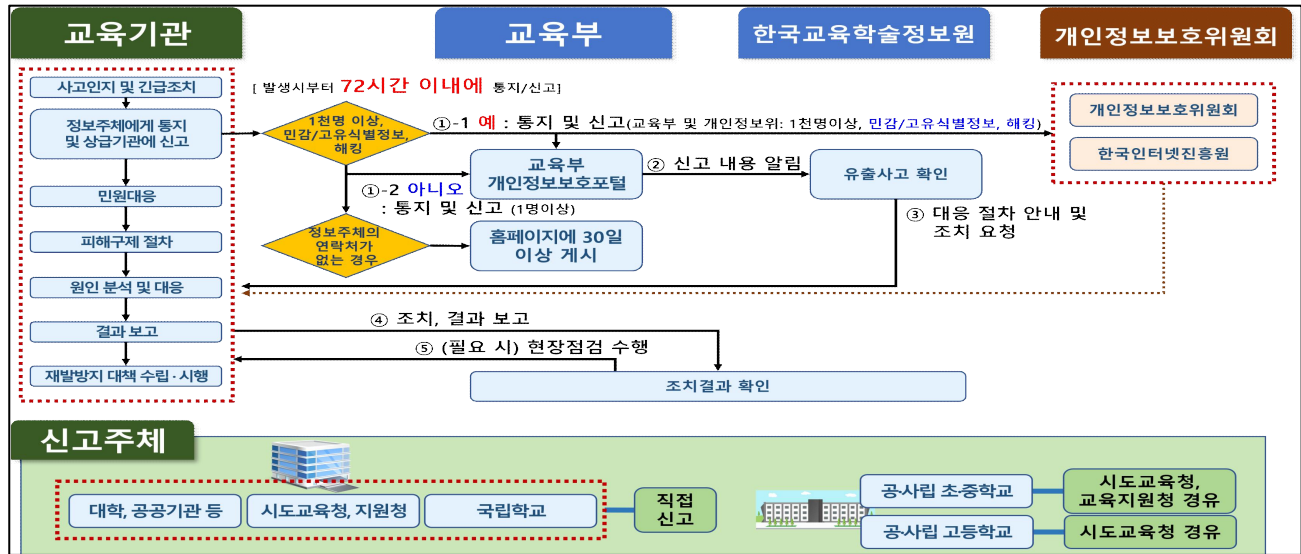 교육기관
교육부
한국교육학술정보원
개인정보보호위원회
사고인지 및 긴급조치
[ 발생시부터 72시간 이내에 통지/신고]
정보주체에게 통지
및 상급기관에 신고
1천명 이상,
민감/고유식별정보,
해킹
①-1 예 : 통지 및 신고(교육부 및 개인정보위: 1천명이상, 민감/고유식별정보, 해킹)
개인정보보호위원회
한국인터넷진흥원
교육부
개인정보보호포털
② 신고 내용 알림
유출사고 확인
①-2 아니오
: 통지 및 신고 (1명이상)
민원대응
③ 대응 절차 안내 및
조치 요청
피해구제 절차
정보주체의
연락처가
없는 경우
홈페이지에 30일
이상 게시
원인 분석 및 대응
결과 보고
④ 조치, 결과 보고
⑤ (필요 시) 현장점검 수행
재발방지 대책 수립·시행
조치결과 확인
신고주체
대학, 공공기관 등
시도교육청, 지원청
국립학교
직접
신고
공·사립 초·중학교
시도교육청,
교육지원청 경유
공·사립 고등학교
시도교육청 경유